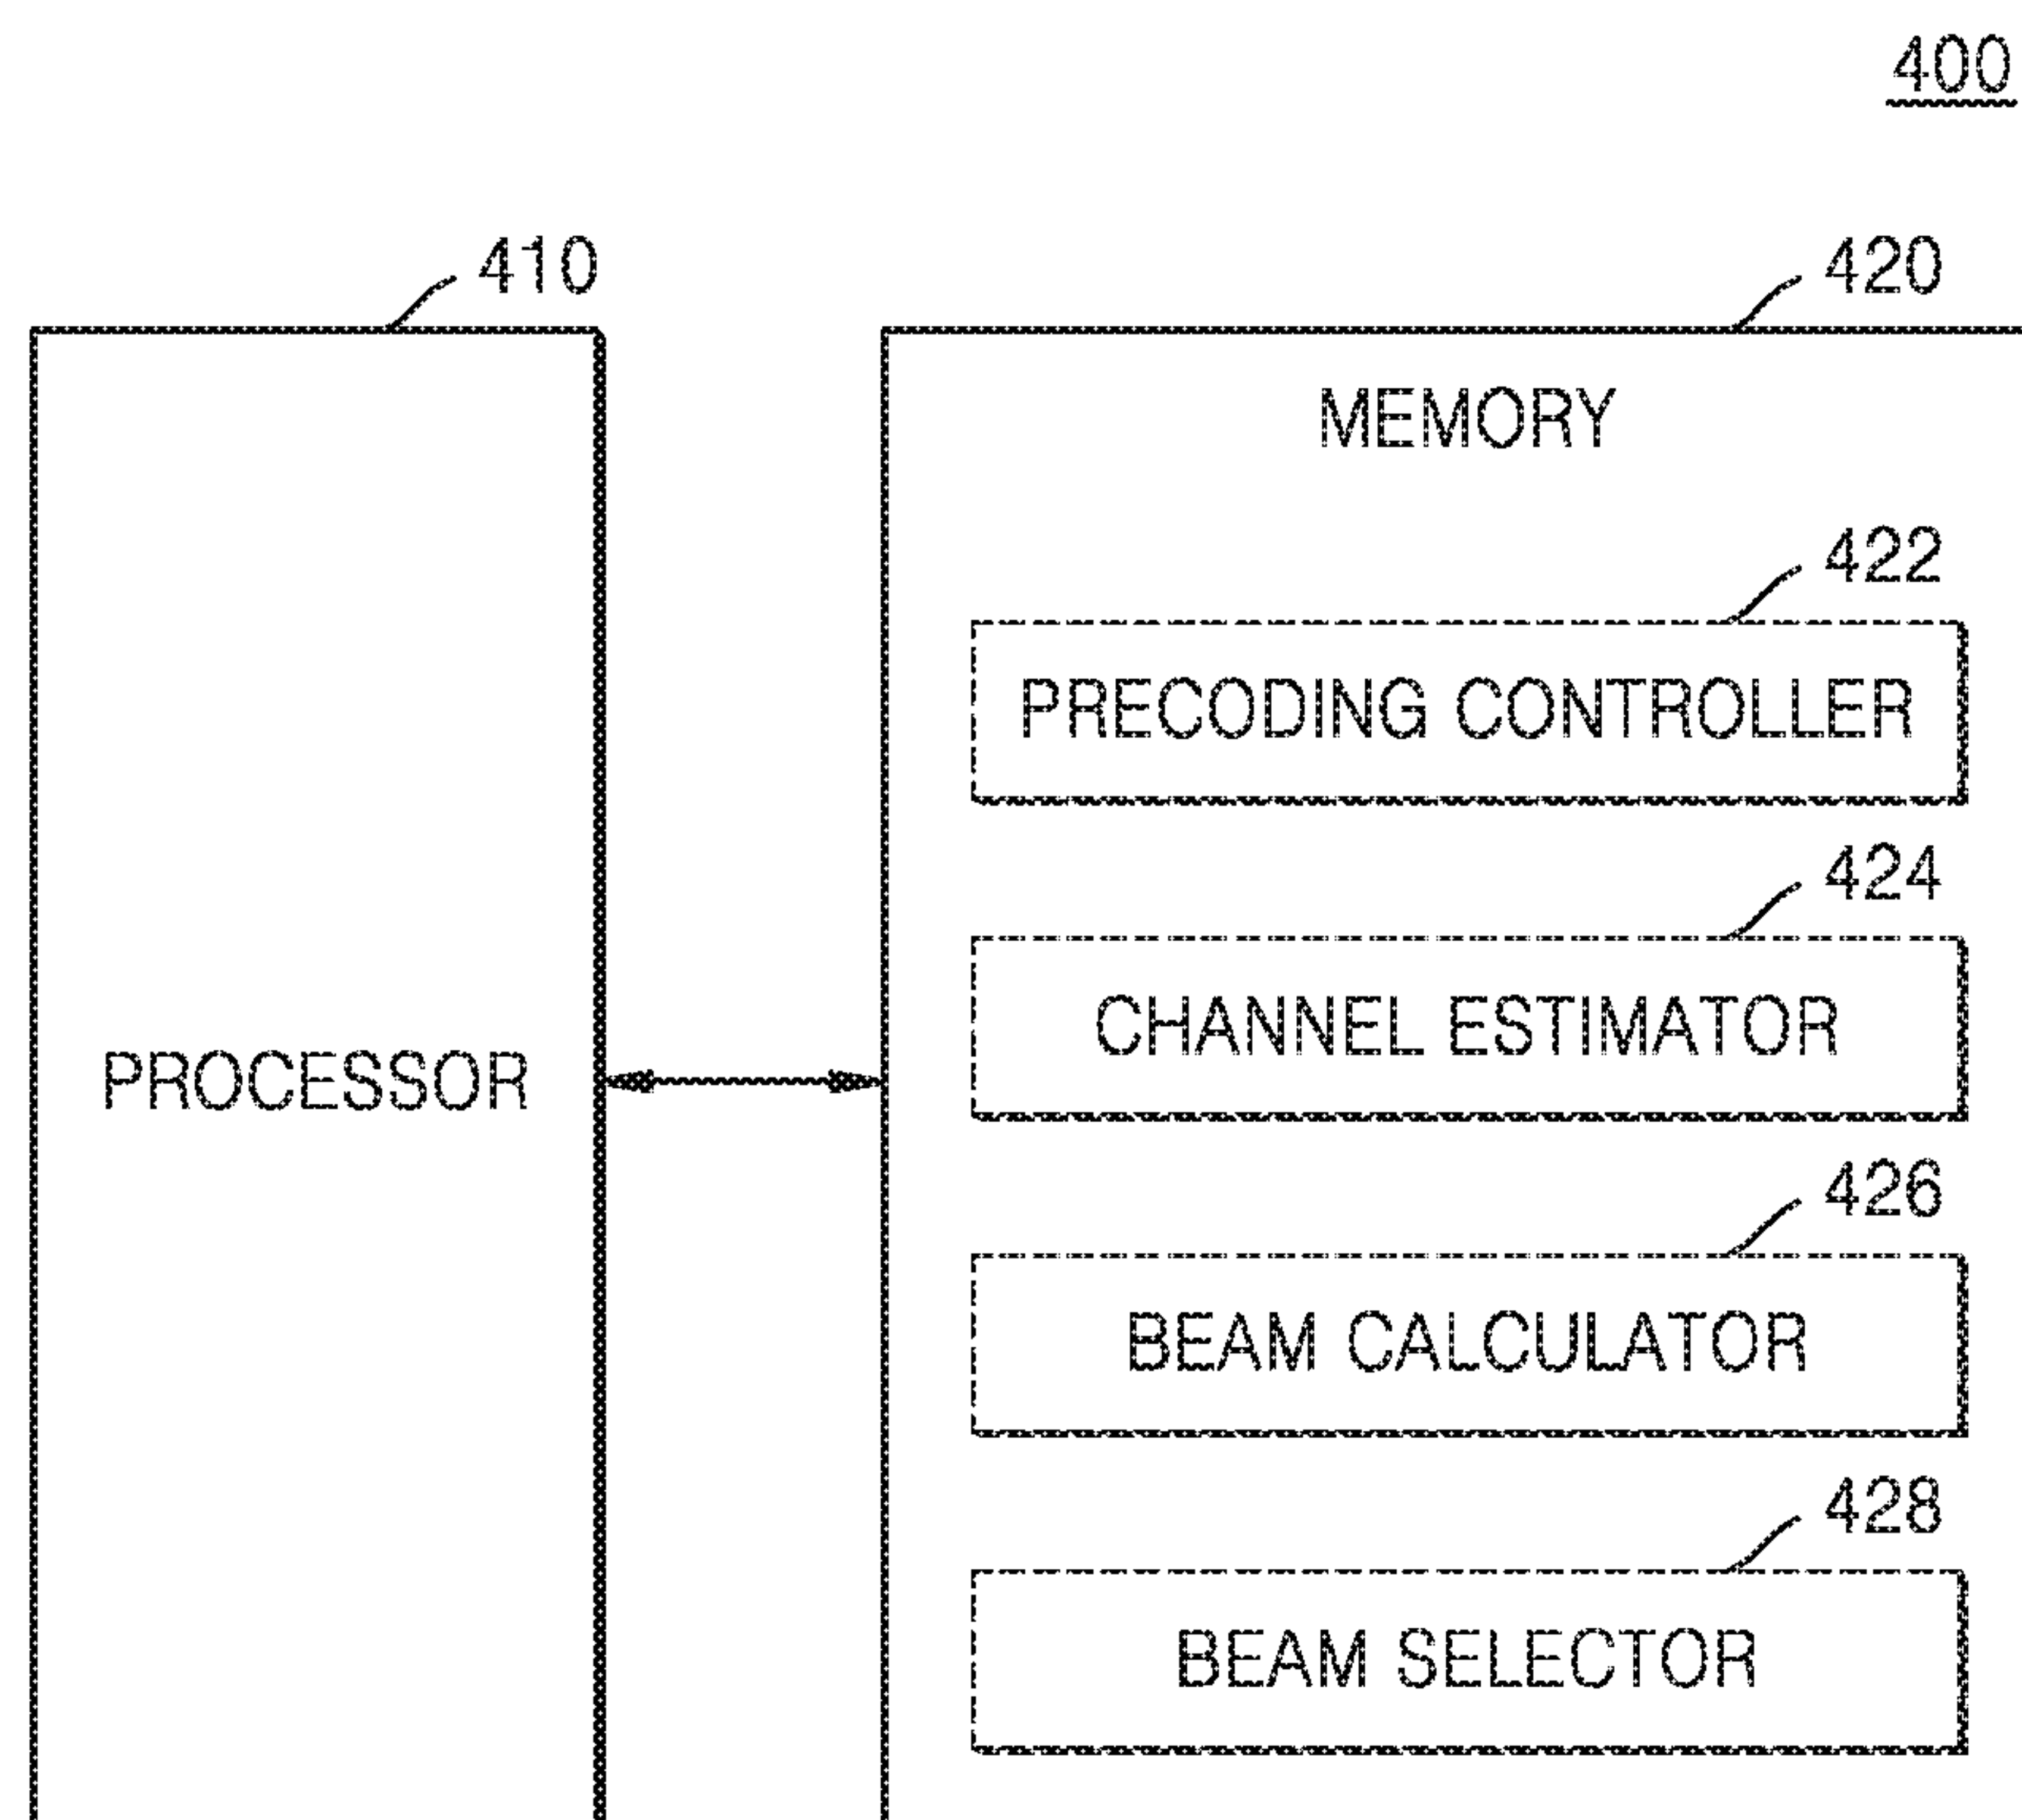 400
410
420
MEMORY
422
PRECODING CONTROLLER
424
CHANNEL ESTIMATOR
PROCESSOR
426
BEAM CALCULATOR
428
BEAM SELECTOR